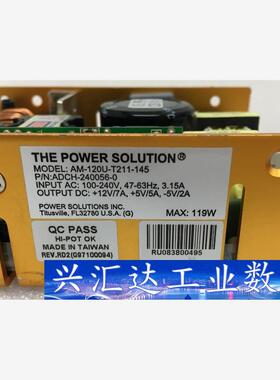 THE POWER SOLUTION®
MODEL: AM-120U-T211-145
P/N:ADCH-240056-0
INPUT AC: 100-240V, 47-63Hz, 3.15A
OUTPUT DC: +12V/7A, +5V/5A, -5V/2A
POWER SOLUTIONS INC.
Titusville, FL32780 U.S.A. (G)
MAX: 119W
QC PASS
HI-POT OK
MADE IN TAIWAN
REV.RD2(G97100094)
RU083800495
兴汇达工业数